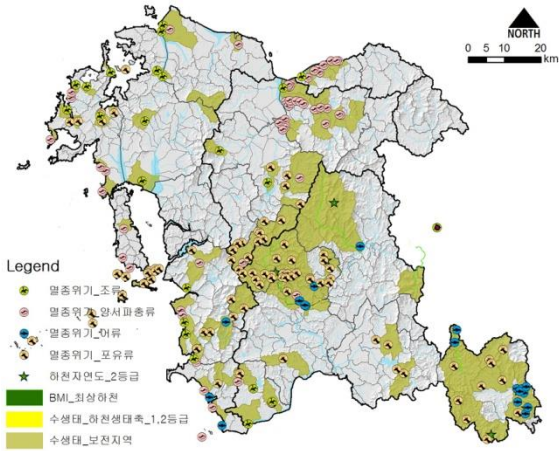 NORTH
0 5 10 20
km
Legend
멸종위기_조류
멸종위기_양서파충류
멸종위기_어류
멸종위기_포유류
하천자연도_2등급
BMI_최상하천
수생태_하천생태축_1,2등급
수생태_보전지역